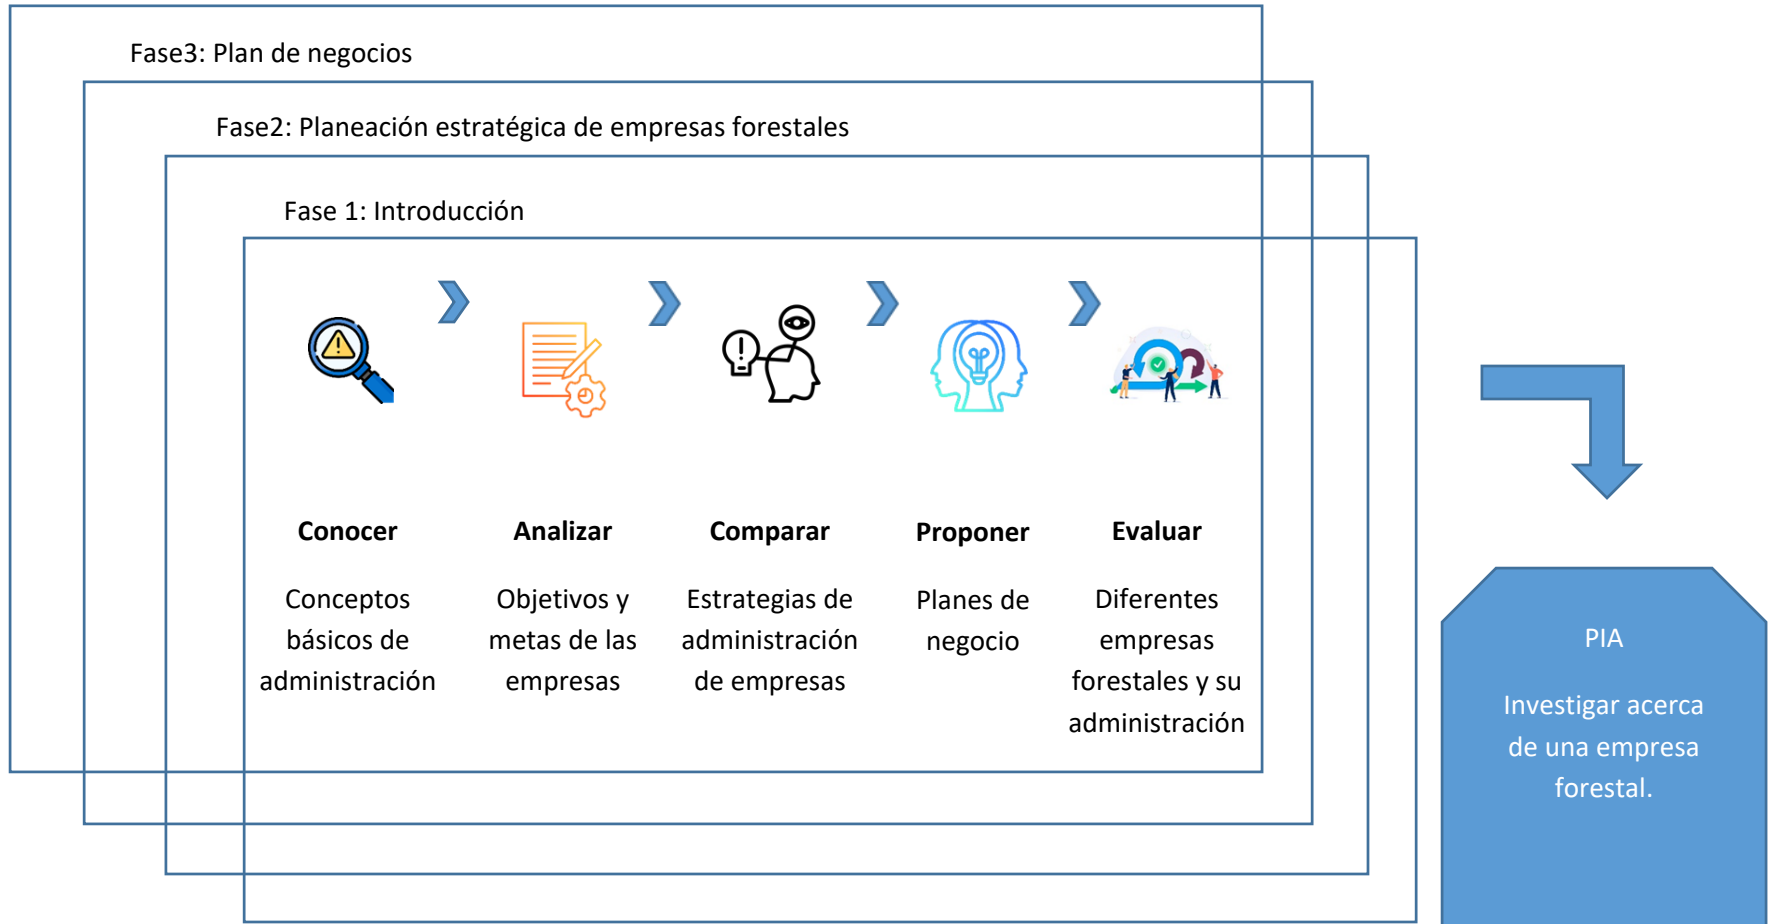 Fase3: Plan de negocios
Fase2: Planeación estratégica de empresas forestales
Fase 1: Introducción
Conocer
Conceptos
básicos de
administración
Analizar
Objetivos y
metas de las
empresas
Comparar
Estrategias de
administración
de empresas
Proponer
Planes de
negocio
Evaluar
Diferentes
empresas
forestales y su
administración
PIA
Investigar acerca
de una empresa
forestal.